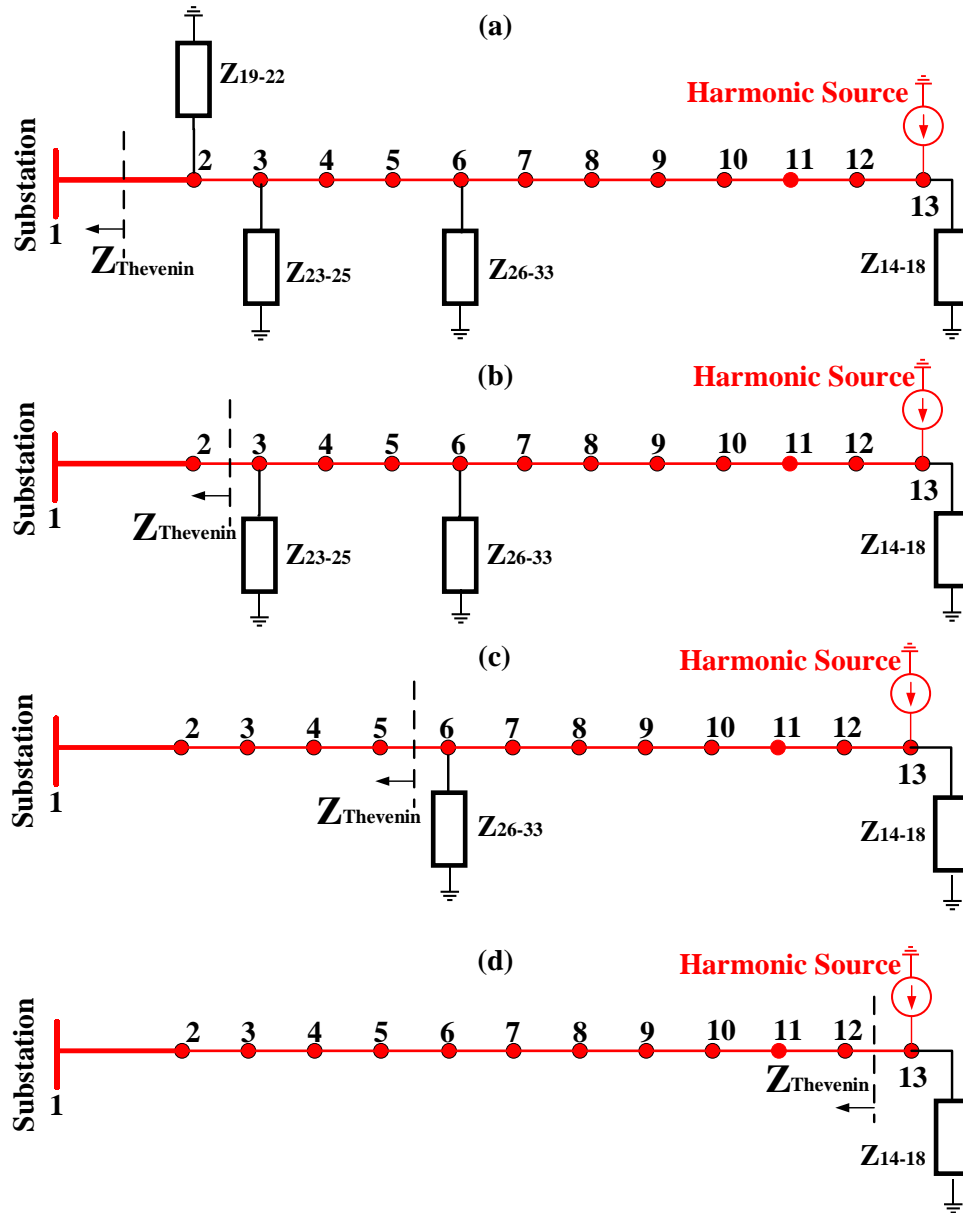 (a)
Z19-22
Harmonic Source
Substation
1
2 3 4 5 6 7 8 9 10 11 12
13
ZThevenin
Z23-25
Z26-33
Z14-18
(b)
Harmonic Source
Substation
1
2 3 4 5 6 7 8 9 10 11 12
13
ZThevenin
Z23-25
Z26-33
Z14-18
(c)
Harmonic Source
Substation
1
2 3 4 5 6 7 8 9 10 11 12
13
ZThevenin
Z26-33
Z14-18
(d)
Harmonic Source
Substation
1
2 3 4 5 6 7 8 9 10 11 12
13
ZThevenin
Z14-18